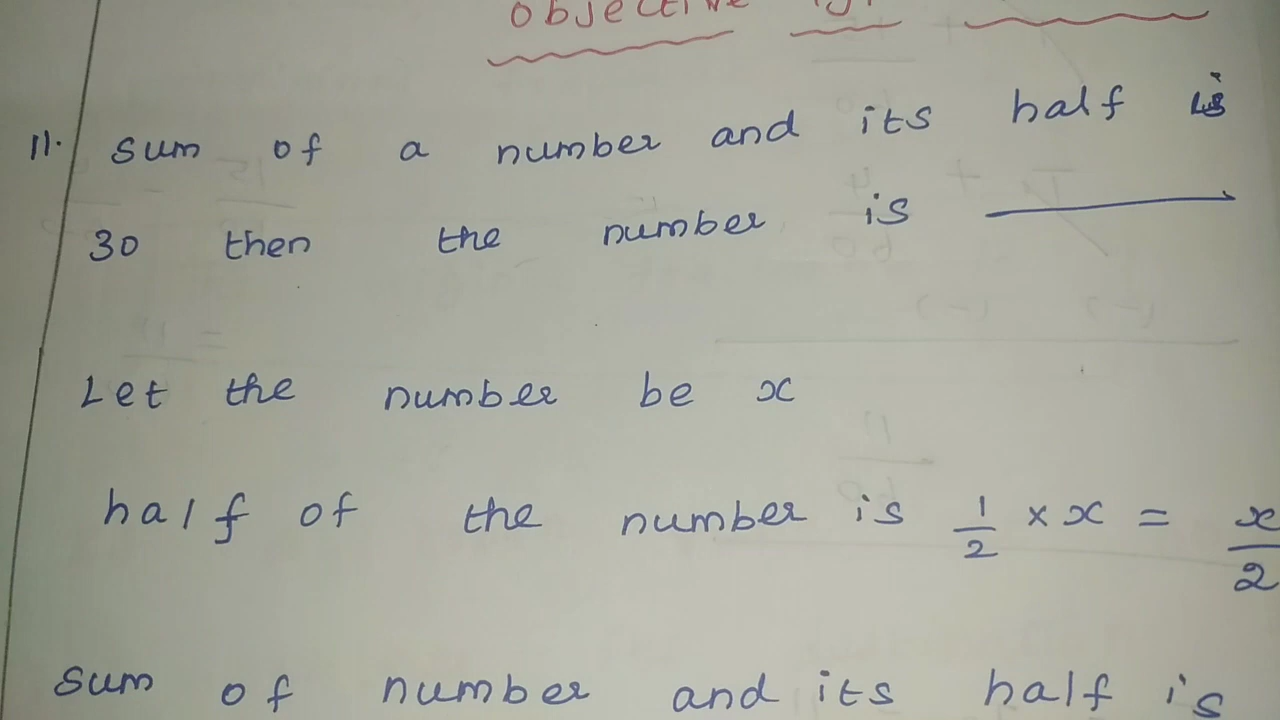 objective
11. sum of a number and its half is
30 then the number is
Let the number be x
half of the number is 1/2 × x = x/2
sum of number and its half is